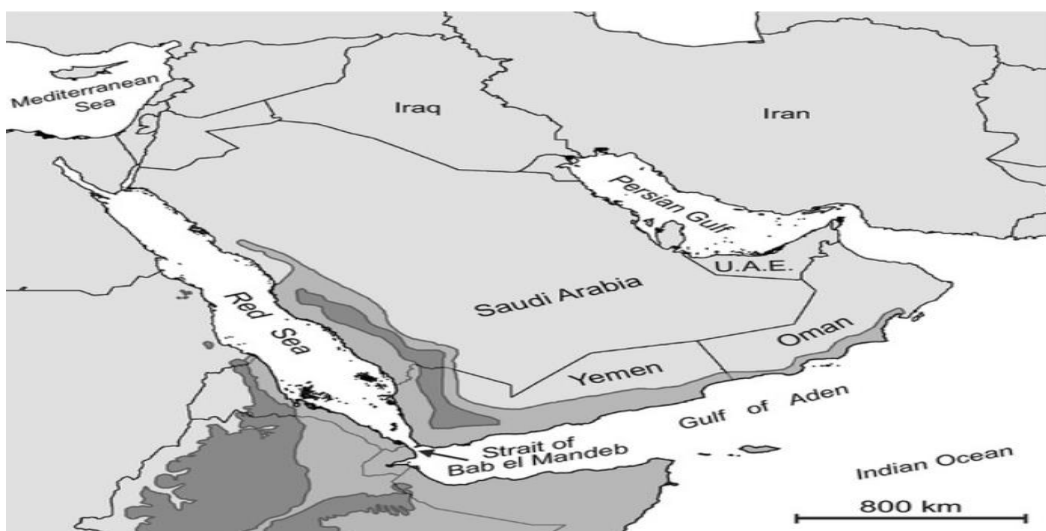 Mediterranean
Sea
Iraq
Iran
Persian Gulf
U.A.E.
Saudi Arabia
Red Sea
Oman
Yemen
Gulf of Aden
Strait of
Bab el Mandeb
Indian Ocean
800 km